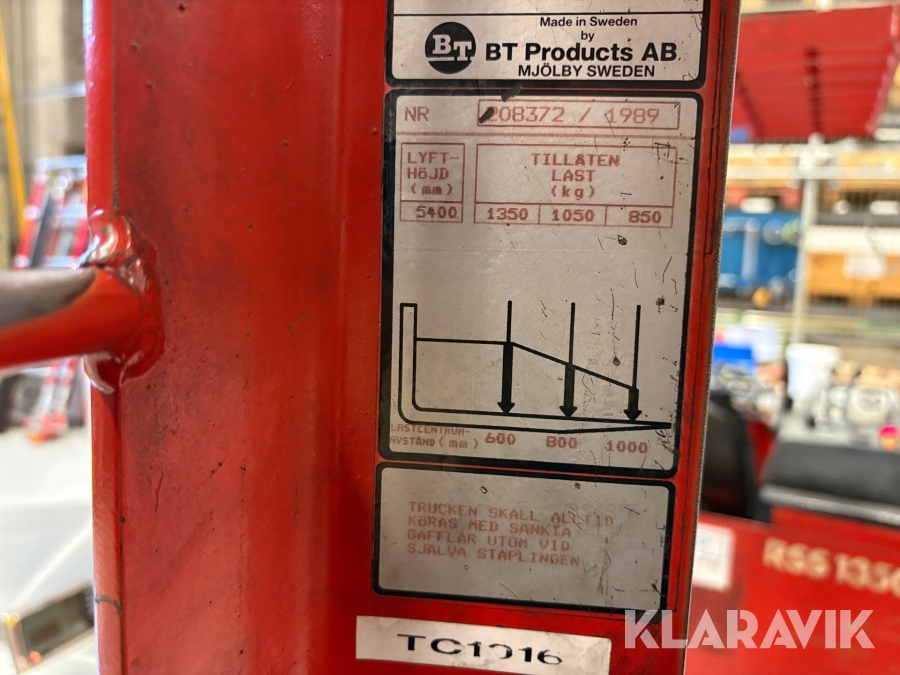 Made in Sweden
by
BT
BT Products AB
MJÖLBY SWEDEN
NR 208372 / 1989
LYFT-
HÖJD
(mm)
5400
TILLÅTEN
LAST
(kg)
1350 1050 850
LASTCENTRUM-
AVSTÅND (mm) 600 800 1000
TRUCKEN SKALL ALLTID
KÖRAS MED SÄNKTA
GAFFLAR UTOM VID
SJÄLVA STAPLINGEN
TC1016
RSS 1350
KLARAVIK